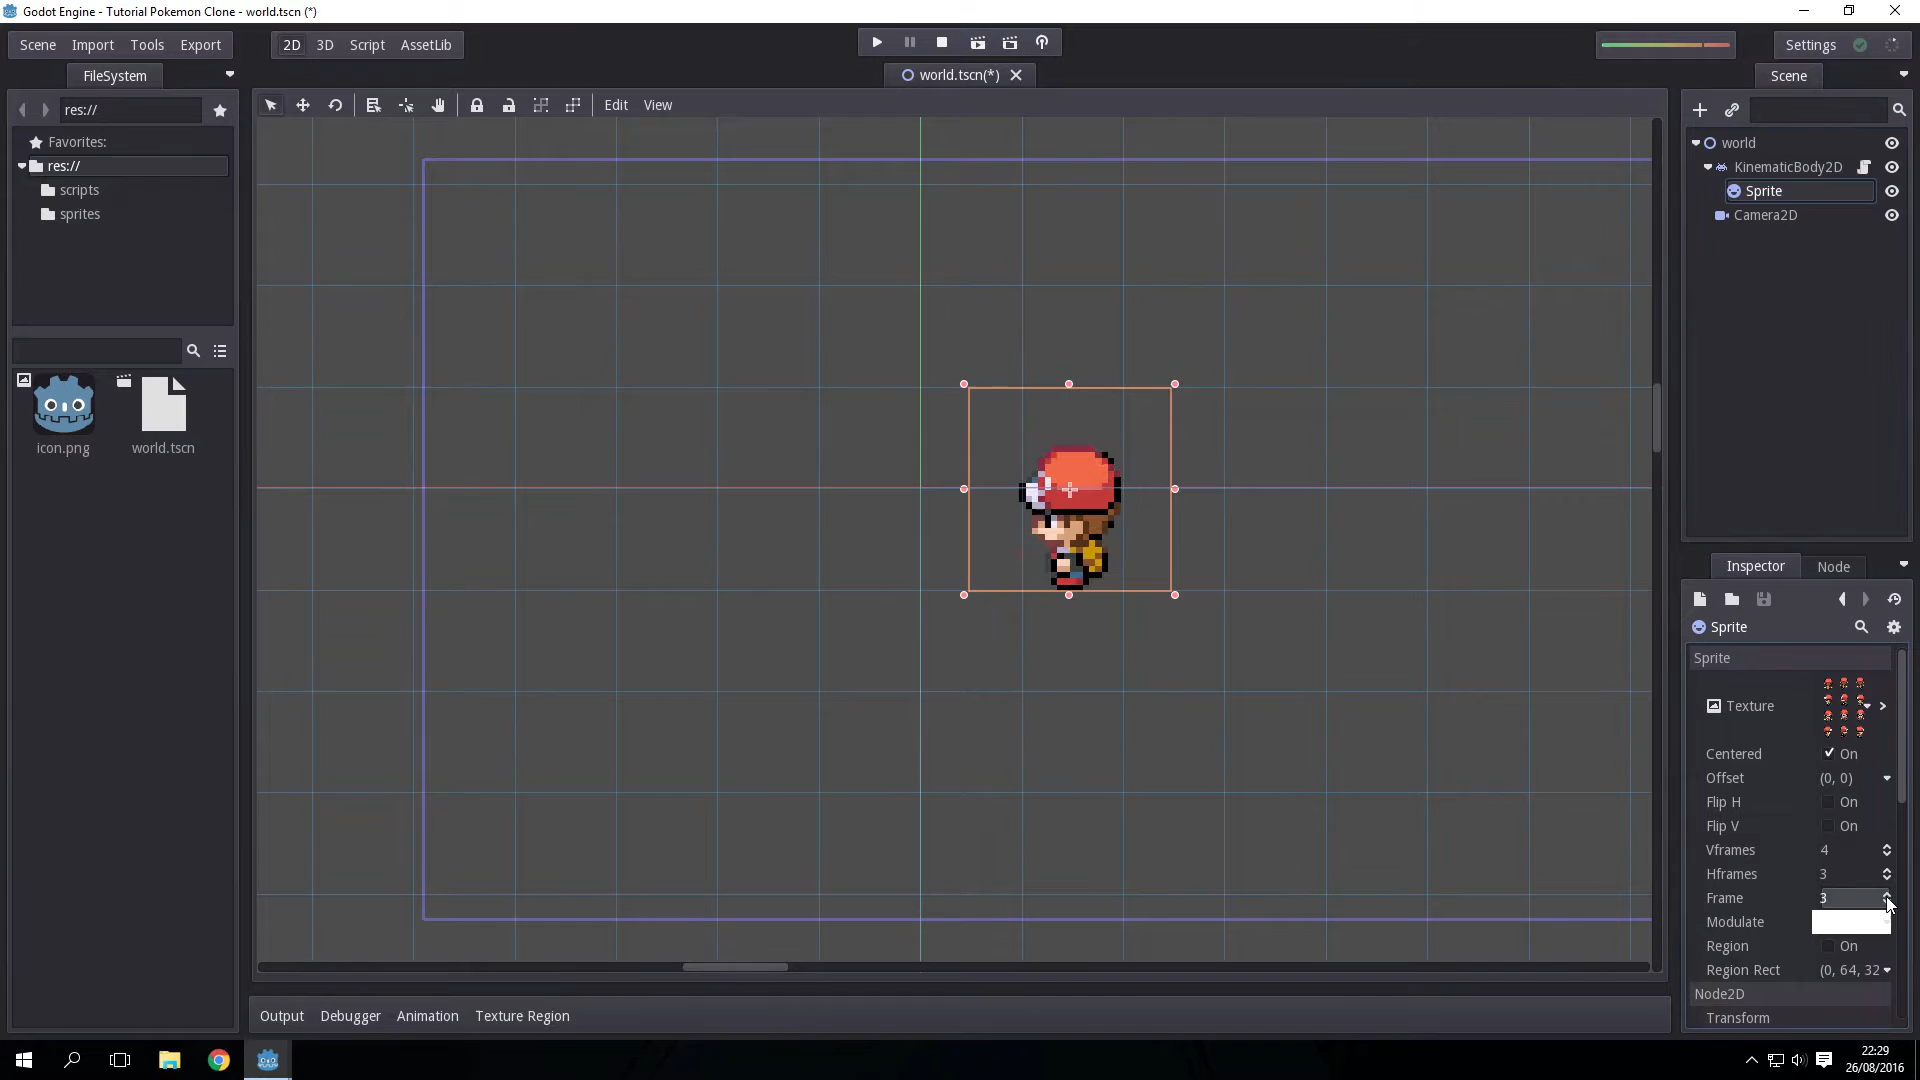 Godot Engine - Tutorial Pokemon Clone - world.tscn (*)
Scene Import Tools Export
2D 3D Script AssetLib
Settings
FileSystem
world.tscn(*)
Scene
res://
Edit View
Favorites:
res://
scripts
sprites
world
KinematicBody2D
Sprite
Camera2D
icon.png
world.tscn
Inspector Node
Sprite
Sprite
Texture
Centered On
Offset (0, 0)
Flip H On
Flip V On
Vframes 4
Hframes 3
Frame 3
Modulate
Region On
Region Rect (0, 64, 32
Node2D
Transform
Output Debugger Animation Texture Region
22:29
26/08/2016